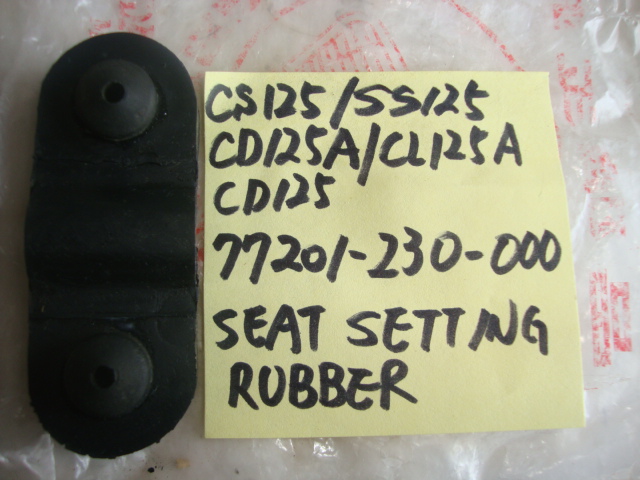 CS125/SS125
CD125A/CL125A
CD125
77201-230-000
SEAT SETTING
RUBBER